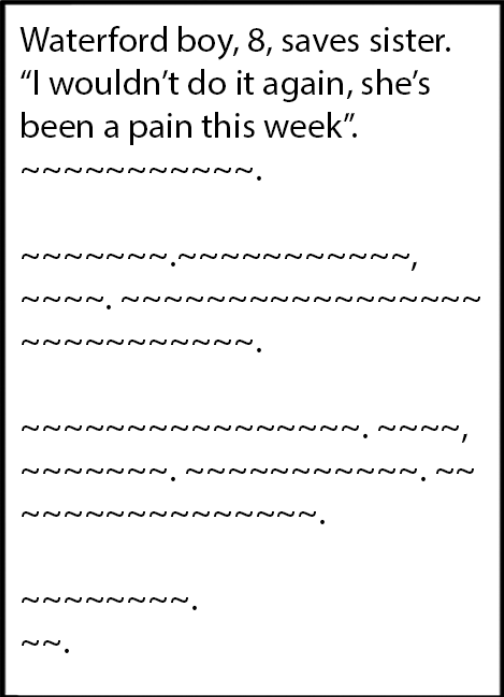 Waterford boy, 8, saves sister.
“I wouldn’t do it again, she’s
been a pain this week”.
~~~~~~~~~~~.
~~~~~~~.~~~~~~~~~~~,
~~~~. ~~~~~~~~~~~~~~~~~
~~~~~~~~~~~.
~~~~~~~~~~~~~~~~. ~~~~,
~~~~~~~. ~~~~~~~~~~~. ~~
~~~~~~~~~~~~~~.
~~~~~~~~.
~~.